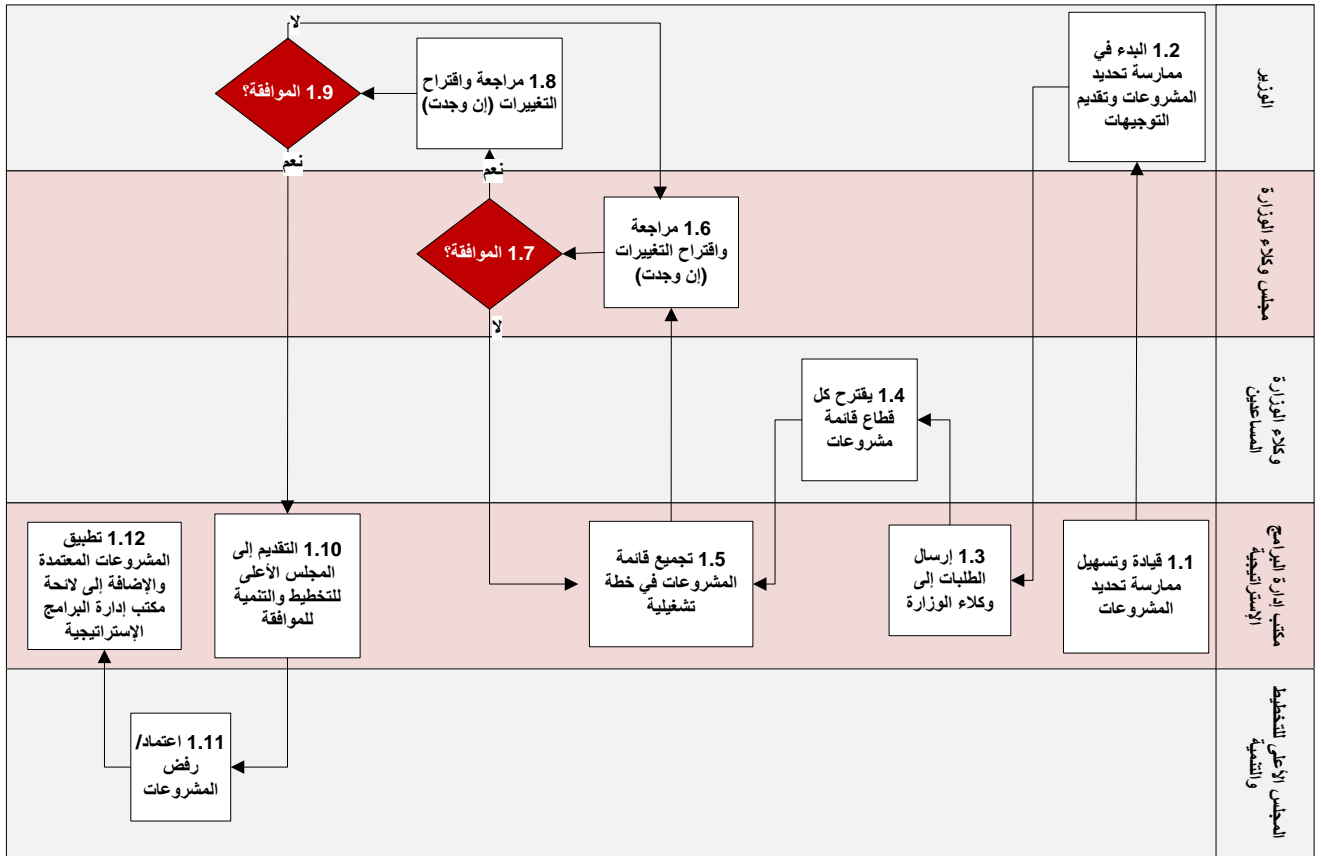 الوزير
1.2 البدء في
ممارسة تحديد
المشروعات وتقديم
التوجيهات
1.8 مراجعة واقتراح
التغييرات (إن وجدت)
1.9 الموافقة؟
لا
نعم
مجلس وكلاء الوزارة
1.6 مراجعة
واقتراح التغييرات
(إن وجدت)
1.7 الموافقة؟
نعم
لا
وكلاء الوزارة
المساعدين
1.4 يقترح كل
قطاع قائمة
مشروعات
مكتب إدارة البرامج
الإستراتيجية
1.1 قيادة وتسهيل
ممارسة تحديد
المشروعات
1.3 إرسال
الطلبات إلى
وكلاء الوزارة
1.5 تجميع قائمة
المشروعات في خطة
تشغيلية
1.10 التقديم إلى
المجلس الأعلى
للتخطيط والتنمية
للموافقة
1.12 تطبيق
المشروعات المعتمدة
والإضافة إلى لائحة
مكتب إدارة البرامج
الإستراتيجية
المجلس الأعلى للتخطيط
والتنمية
1.11 اعتماد/
رفض
المشروعات